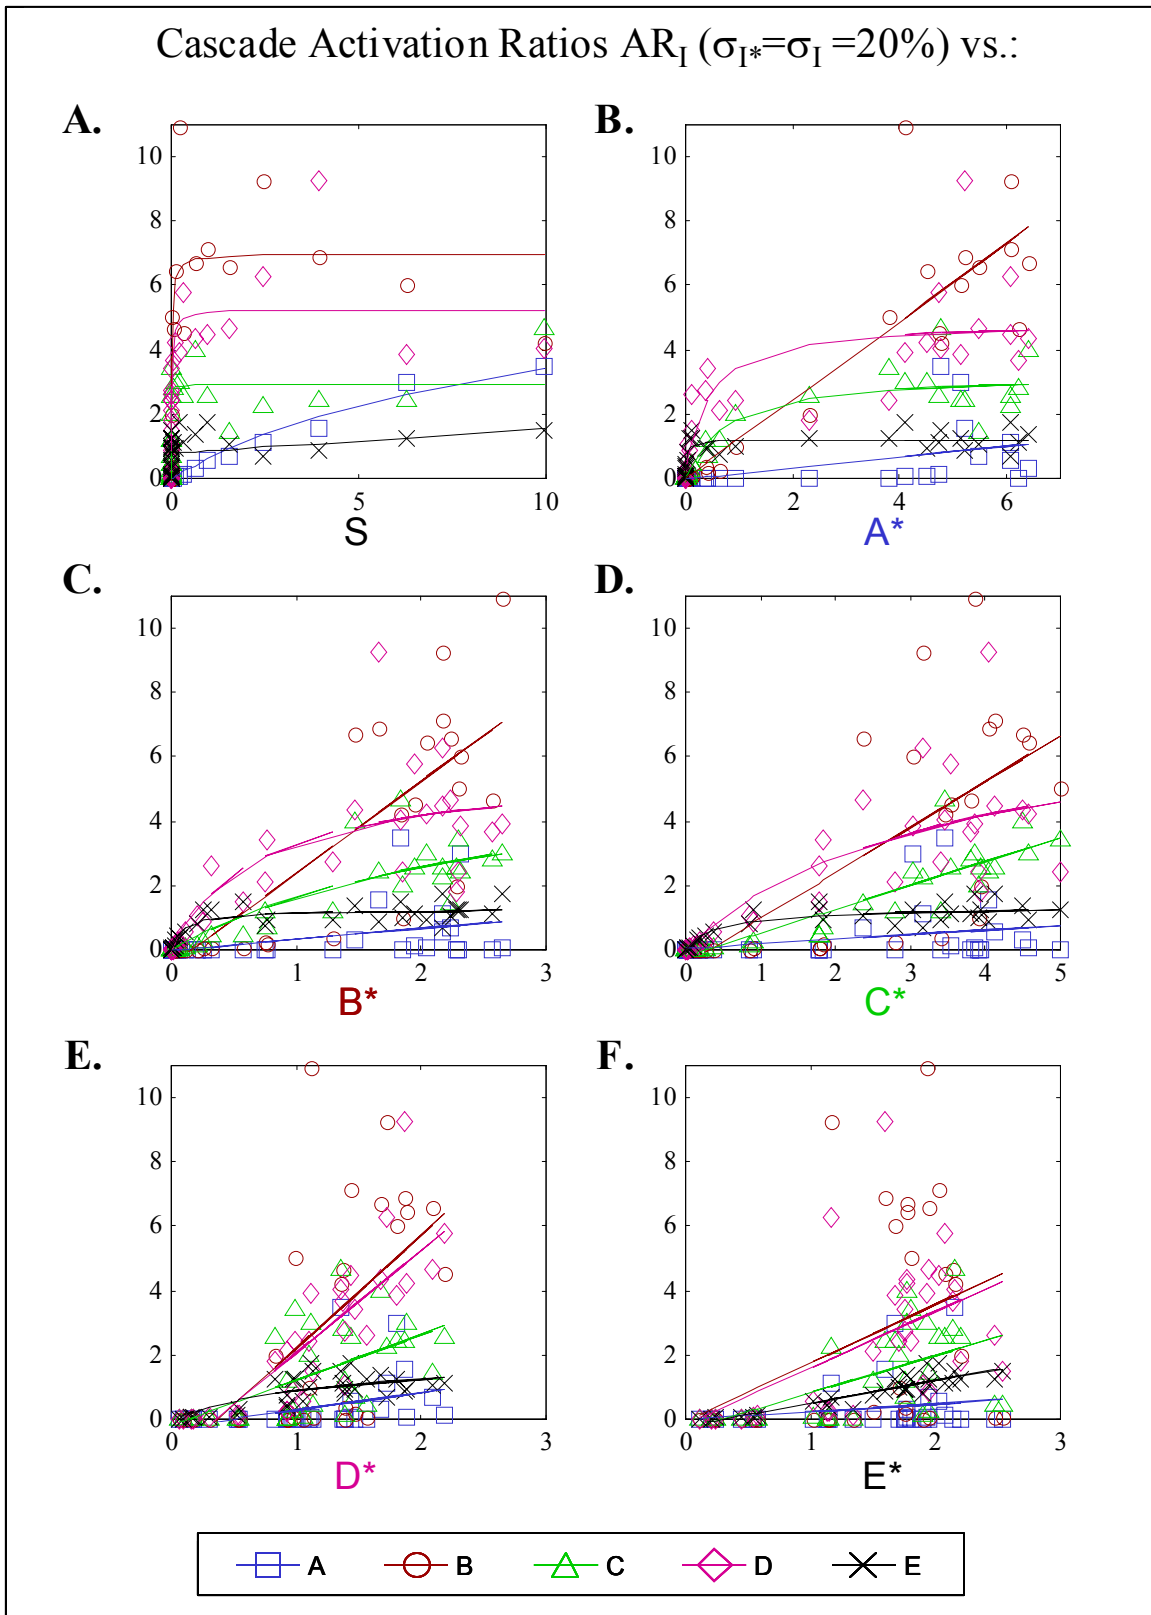 Cascade Activation Ratios AR_I (σ_I*=σ_I =20%) vs.:
A. B.
10 10
8 8
6 6
4 4
2 2
0 0
0 5 10 0 2 4 6
S A*
C. D.
10 10
8 8
6 6
4 4
2 2
0 0
0 1 2 3 0 1 2 3 4 5
B* C*
E. F.
10 10
8 8
6 6
4 4
2 2
0 0
0 1 2 3 0 1 2 3
D* E*
A B C D E